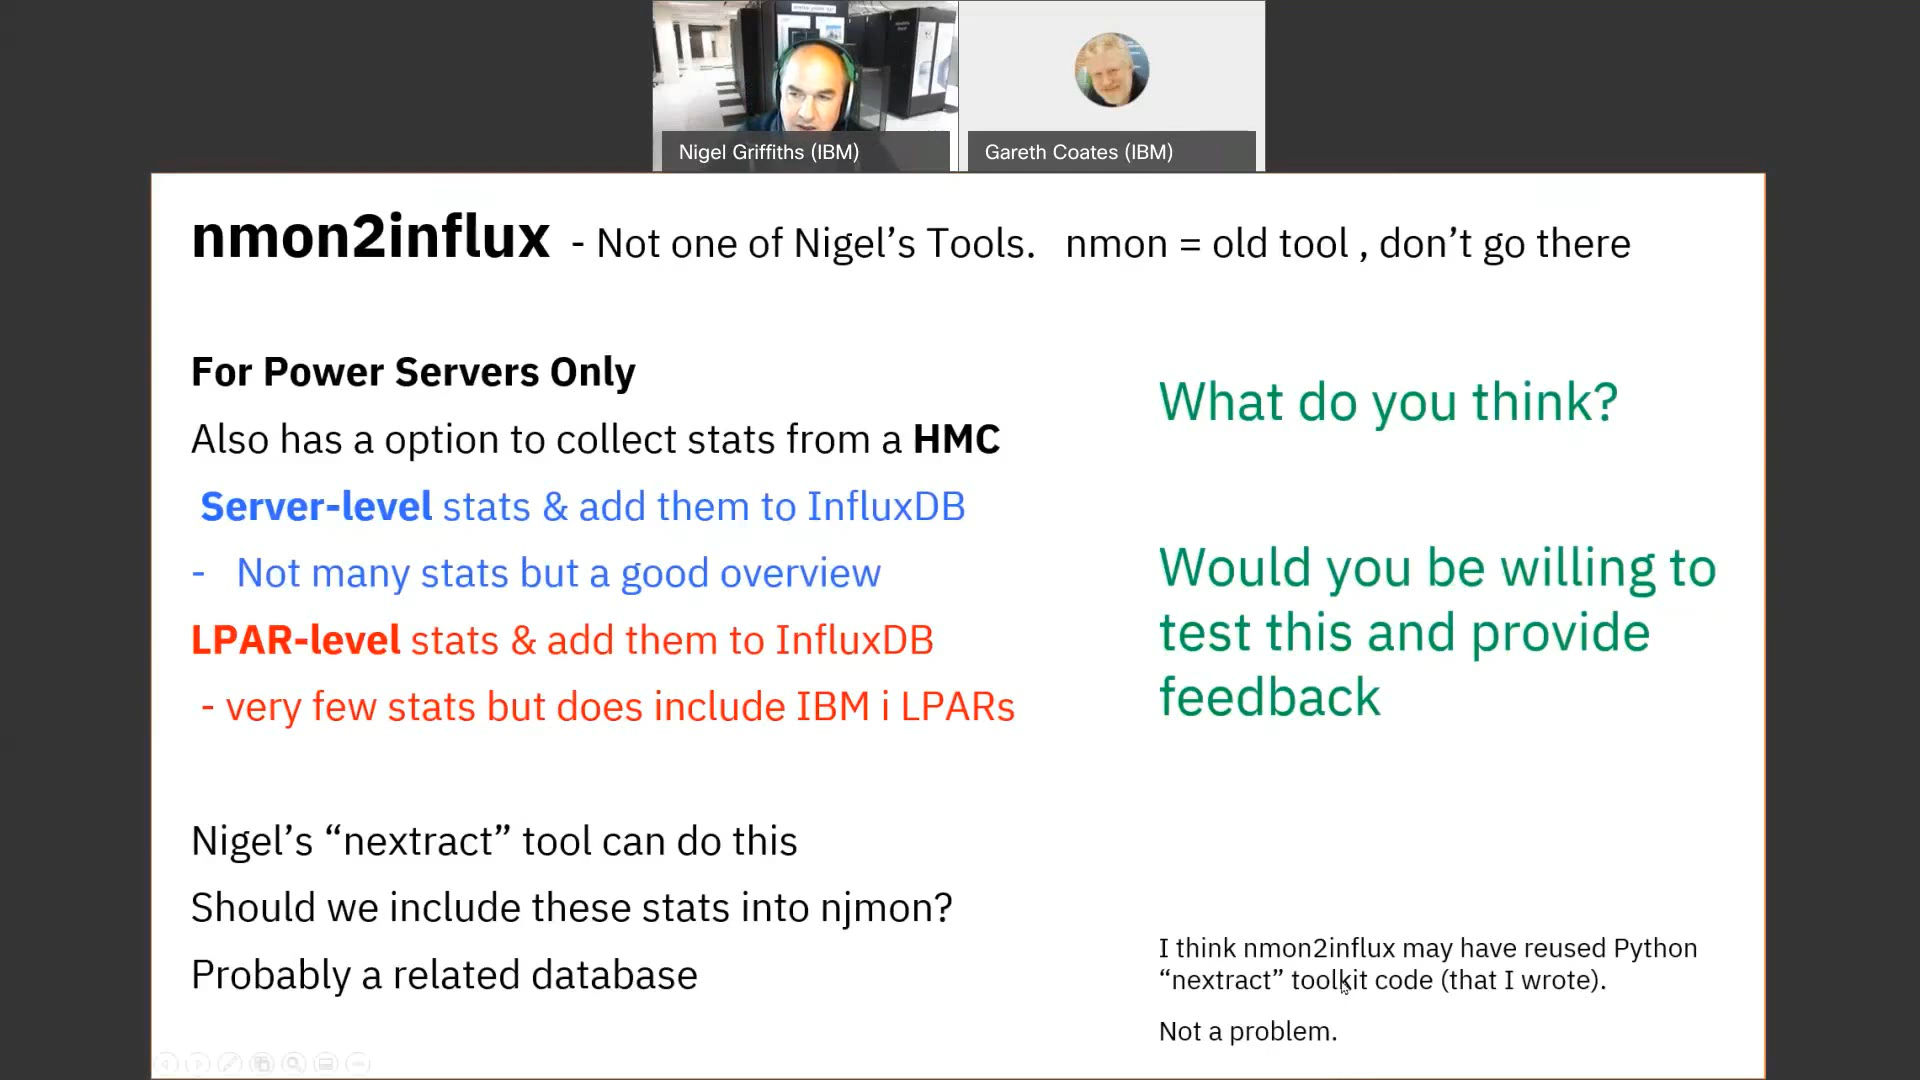 Nigel Griffiths (IBM)
Gareth Coates (IBM)
nmon2influx - Not one of Nigel’s Tools. nmon = old tool , don’t go there
For Power Servers Only
Also has a option to collect stats from a HMC
Server-level stats & add them to InfluxDB
- Not many stats but a good overview
LPAR-level stats & add them to InfluxDB
- very few stats but does include IBM i LPARs
Nigel’s “nextract” tool can do this
Should we include these stats into njmon?
Probably a related database
What do you think?
Would you be willing to
test this and provide
feedback
I think nmon2influx may have reused Python
“nextract” toolkit code (that I wrote).
Not a problem.